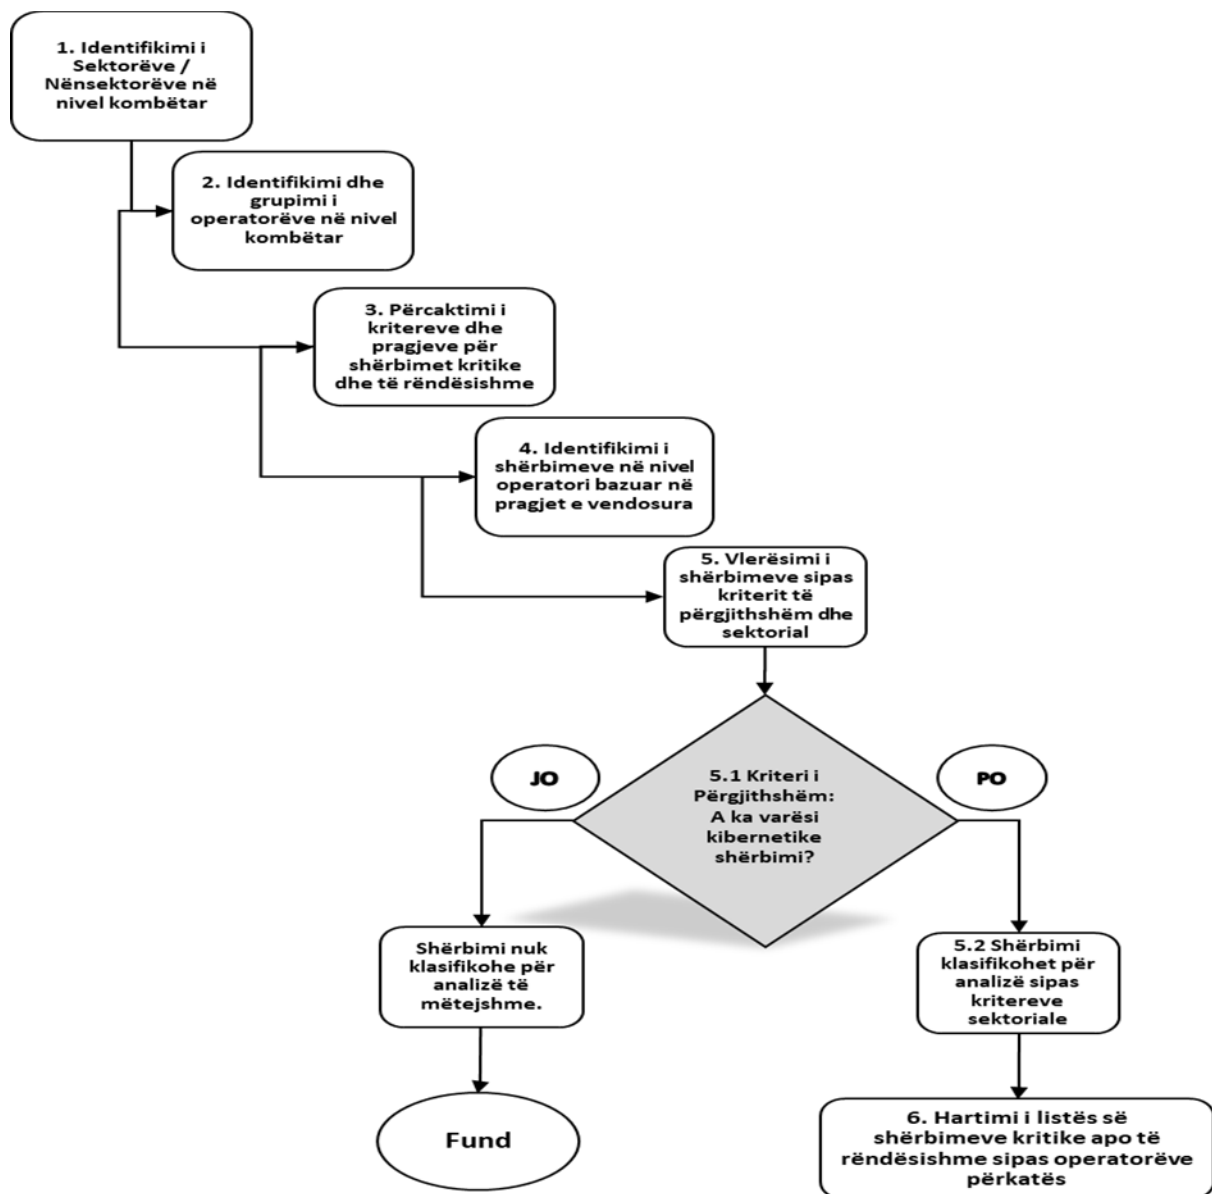 1. Identifikimi i
Sektorëve /
Nënsektorëve në
nivel kombëtar
2. Identifikimi dhe
grupimi i
operatorëve në nivel
kombëtar
3. Përcaktimi i
kritereve dhe
pragjeve për
shërbimet kritike
dhe të rëndësishme
4. Identifikimi i
shërbimeve në nivel
operatori bazuar në
pragjet e vendosura
5. Vlerësimi i
shërbimeve sipas
kriterit të
përgjithshëm dhe
sektorial
5.1 Kriteri i
Përgjithshëm:
A ka varësi
kibernetike
shërbimi?
JO
PO
Shërbimi nuk
klasifikohe për
analizë të
mëtejshme.
Fund
5.2 Shërbimi
klasifikohet për
analizë sipas
kritereve
sektoriale
6. Hartimi i listës së
shërbimeve kritike apo të
rëndësishme sipas operatorëve
përkatës